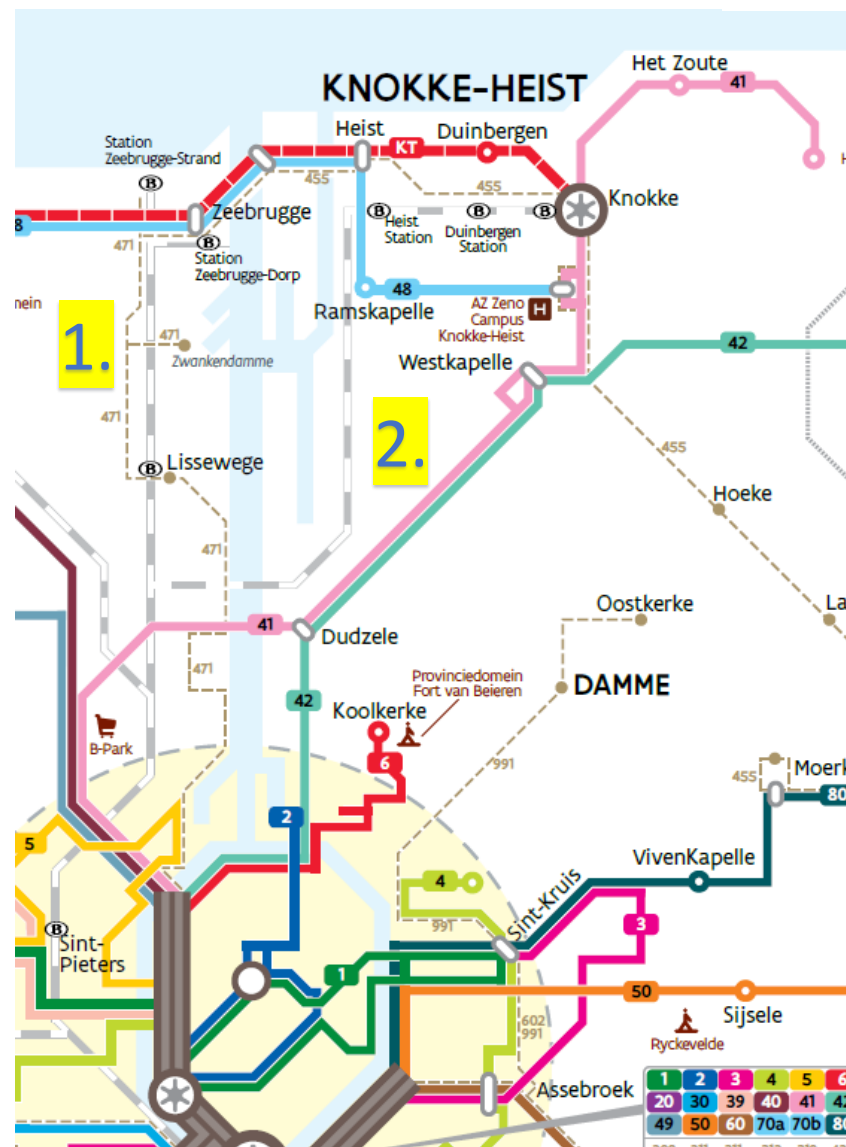 Het Zoute
41
KNOKKE-HEIST
Heist
KT
Duinbergen
Station
Zeebrugge-Strand
B
455
455
Knokke
Zeebrugge
8
B
Heist
Station
B
Duinbergen
Station
B
471
B
Station
Zeebrugge-Dorp
48
Ramskapelle
AZ Zeno
Campus
Knokke-Heist
H
1.
471
Zwankendamme
42
Westkapelle
471
2.
455
B
Lissewege
Hoeke
471
Oostkerke
La
41
Dudzele
471
Provinciedomein
Fort van Beieren
DAMME
42
Koolkerke
B-Park
6
991
455
Moerk
80
2
5
VivenKapelle
4
Sint-Kruis
991
3
B
Sint-
Pieters
1
50
Sijsele
602
991
Ryckevelde
Assebroek
1 2 3 4 5 6
20 30 39 40 41 42
49 50 60 70a 70b 80